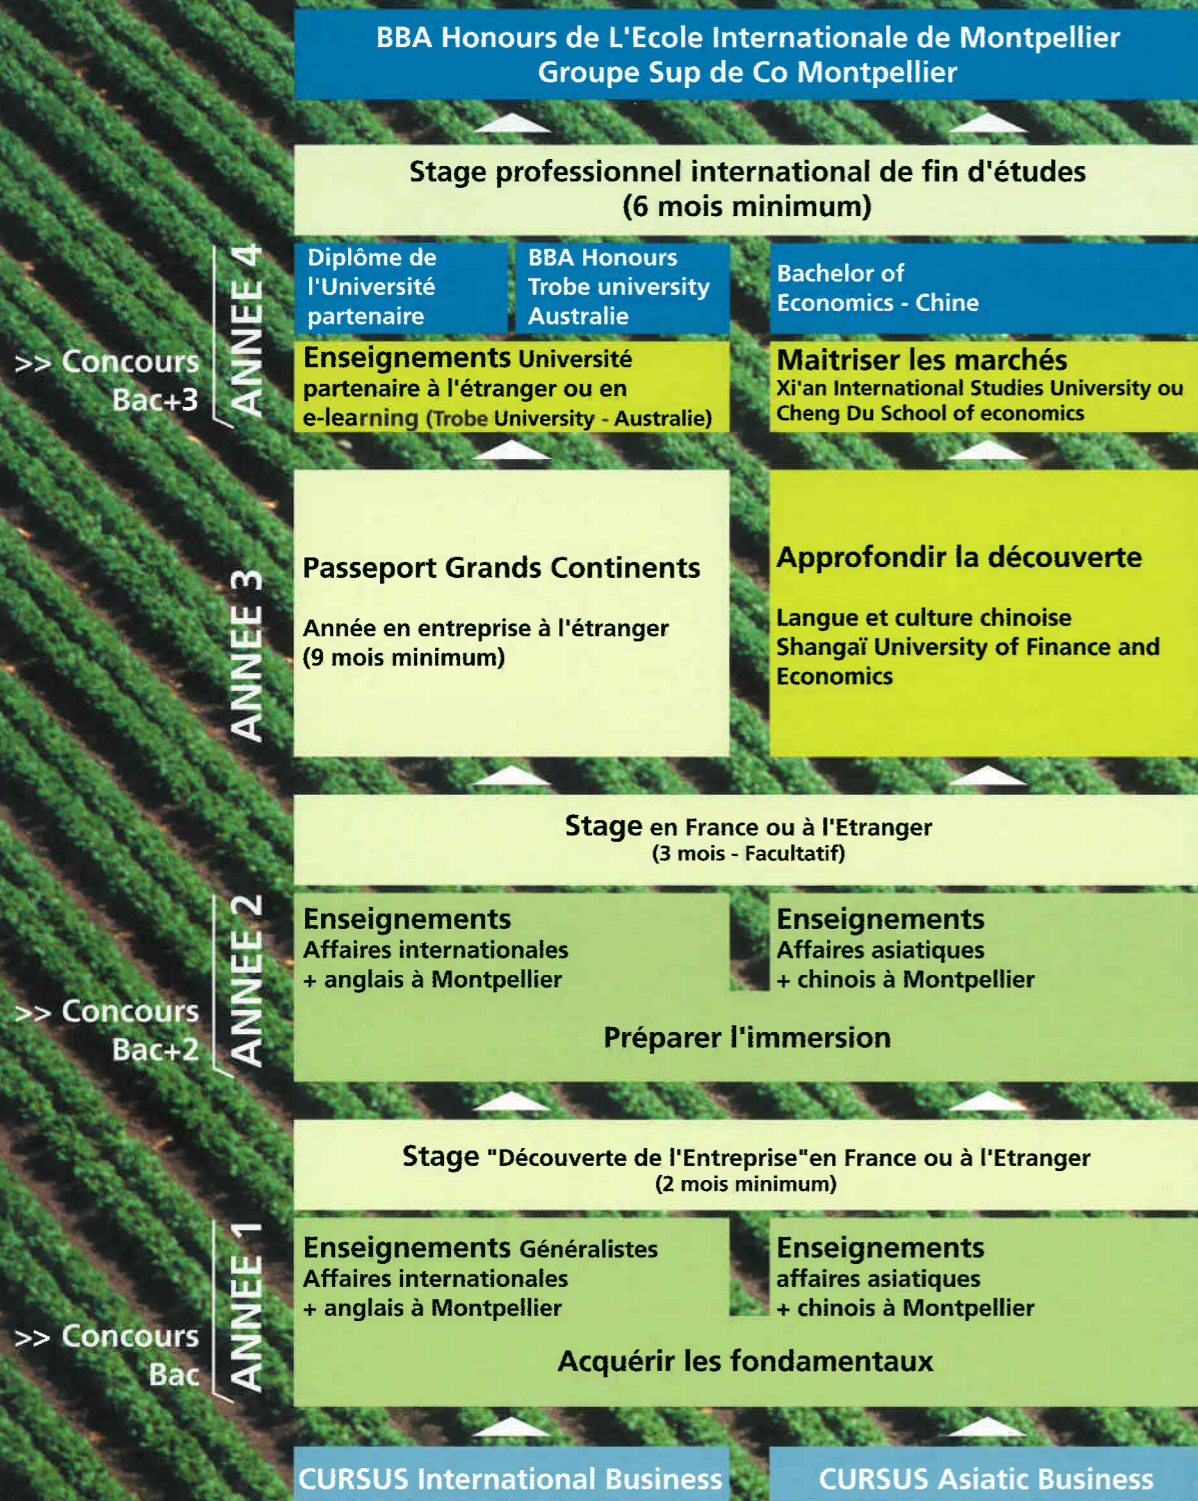 BBA Honours de L'Ecole Internationale de Montpellier
Groupe Sup de Co Montpellier
Stage professionnel international de fin d'études
(6 mois minimum)
ANNEE 4
>> Concours
Bac+3
Diplôme de
l'Université
partenaire
BBA Honours
Trobe university
Australie
Bachelor of
Economics - Chine
Enseignements Université
partenaire à l'étranger ou en
e-learning (Trobe University - Australie)
Maitriser les marchés
Xi'an International Studies University ou
Cheng Du School of economics
ANNEE 3
Passeport Grands Continents
Année en entreprise à l'étranger
(9 mois minimum)
Approfondir la découverte
Langue et culture chinoise
Shangaï University of Finance and
Economics
Stage en France ou à l'Etranger
(3 mois - Facultatif)
ANNEE 2
>> Concours
Bac+2
Enseignements
Affaires internationales
+ anglais à Montpellier
Enseignements
Affaires asiatiques
+ chinois à Montpellier
Préparer l'immersion
Stage "Découverte de l'Entreprise"en France ou à l'Etranger
(2 mois minimum)
ANNEE 1
>> Concours
Bac
Enseignements Généralistes
Affaires internationales
+ anglais à Montpellier
Enseignements
affaires asiatiques
+ chinois à Montpellier
Acquérir les fondamentaux
CURSUS International Business
CURSUS Asiatic Business